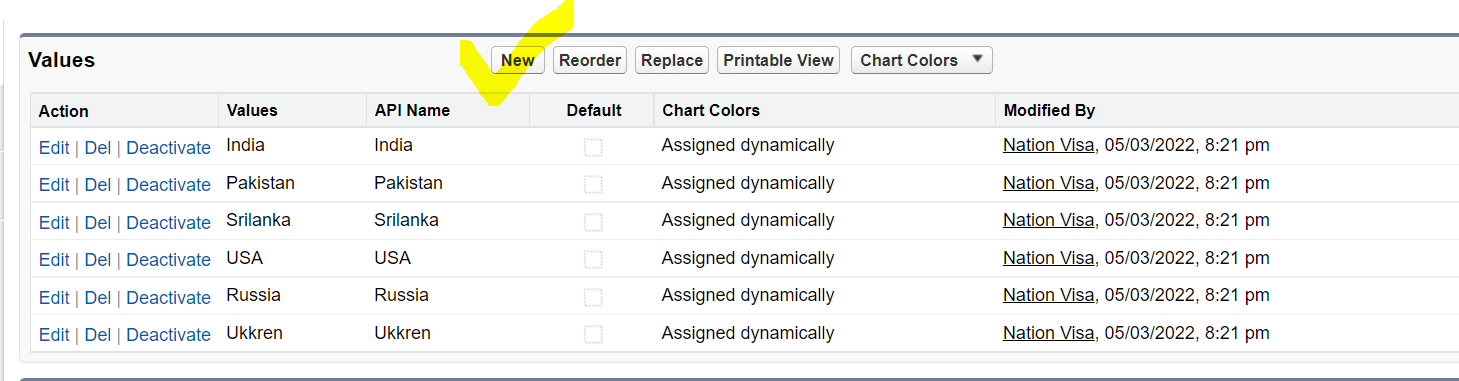 Values New Reorder Replace Printable View Chart Colors
Action Values API Name Default Chart Colors Modified By
Edit | Del | Deactivate India India Assigned dynamically Nation Visa, 05/03/2022, 8:21 pm
Edit | Del | Deactivate Pakistan Pakistan Assigned dynamically Nation Visa, 05/03/2022, 8:21 pm
Edit | Del | Deactivate Srilanka Srilanka Assigned dynamically Nation Visa, 05/03/2022, 8:21 pm
Edit | Del | Deactivate USA USA Assigned dynamically Nation Visa, 05/03/2022, 8:21 pm
Edit | Del | Deactivate Russia Russia Assigned dynamically Nation Visa, 05/03/2022, 8:21 pm
Edit | Del | Deactivate Ukkren Ukkren Assigned dynamically Nation Visa, 05/03/2022, 8:21 pm